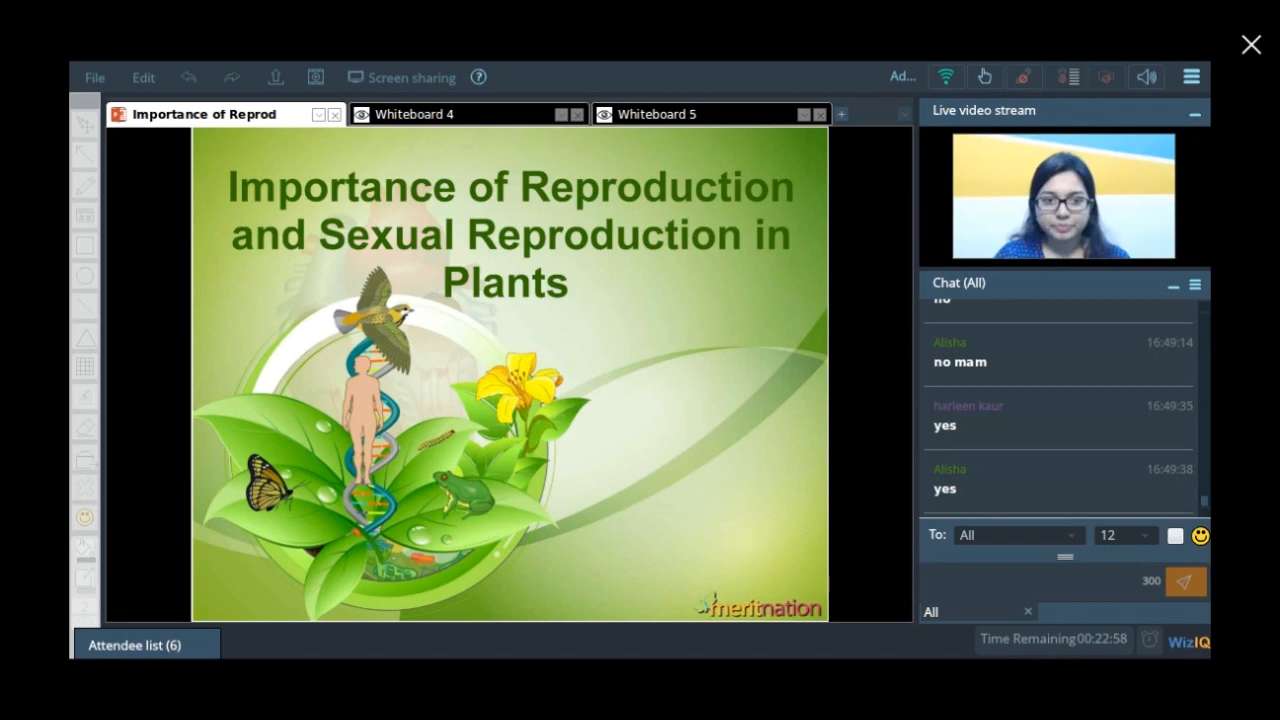 File Edit Screen sharing ? Ad...
Importance of Reprod
Whiteboard 4
Whiteboard 5
+
Importance of Reproduction
and Sexual Reproduction in
Plants
meritnation
Live video stream
Chat (All)
no
Alisha 16:49:14
no mam
harleen kaur 16:49:35
yes
Alisha 16:49:38
yes
To: All 12
300
All
Attendee list (6)
Time Remaining 00:22:58
WizIQ